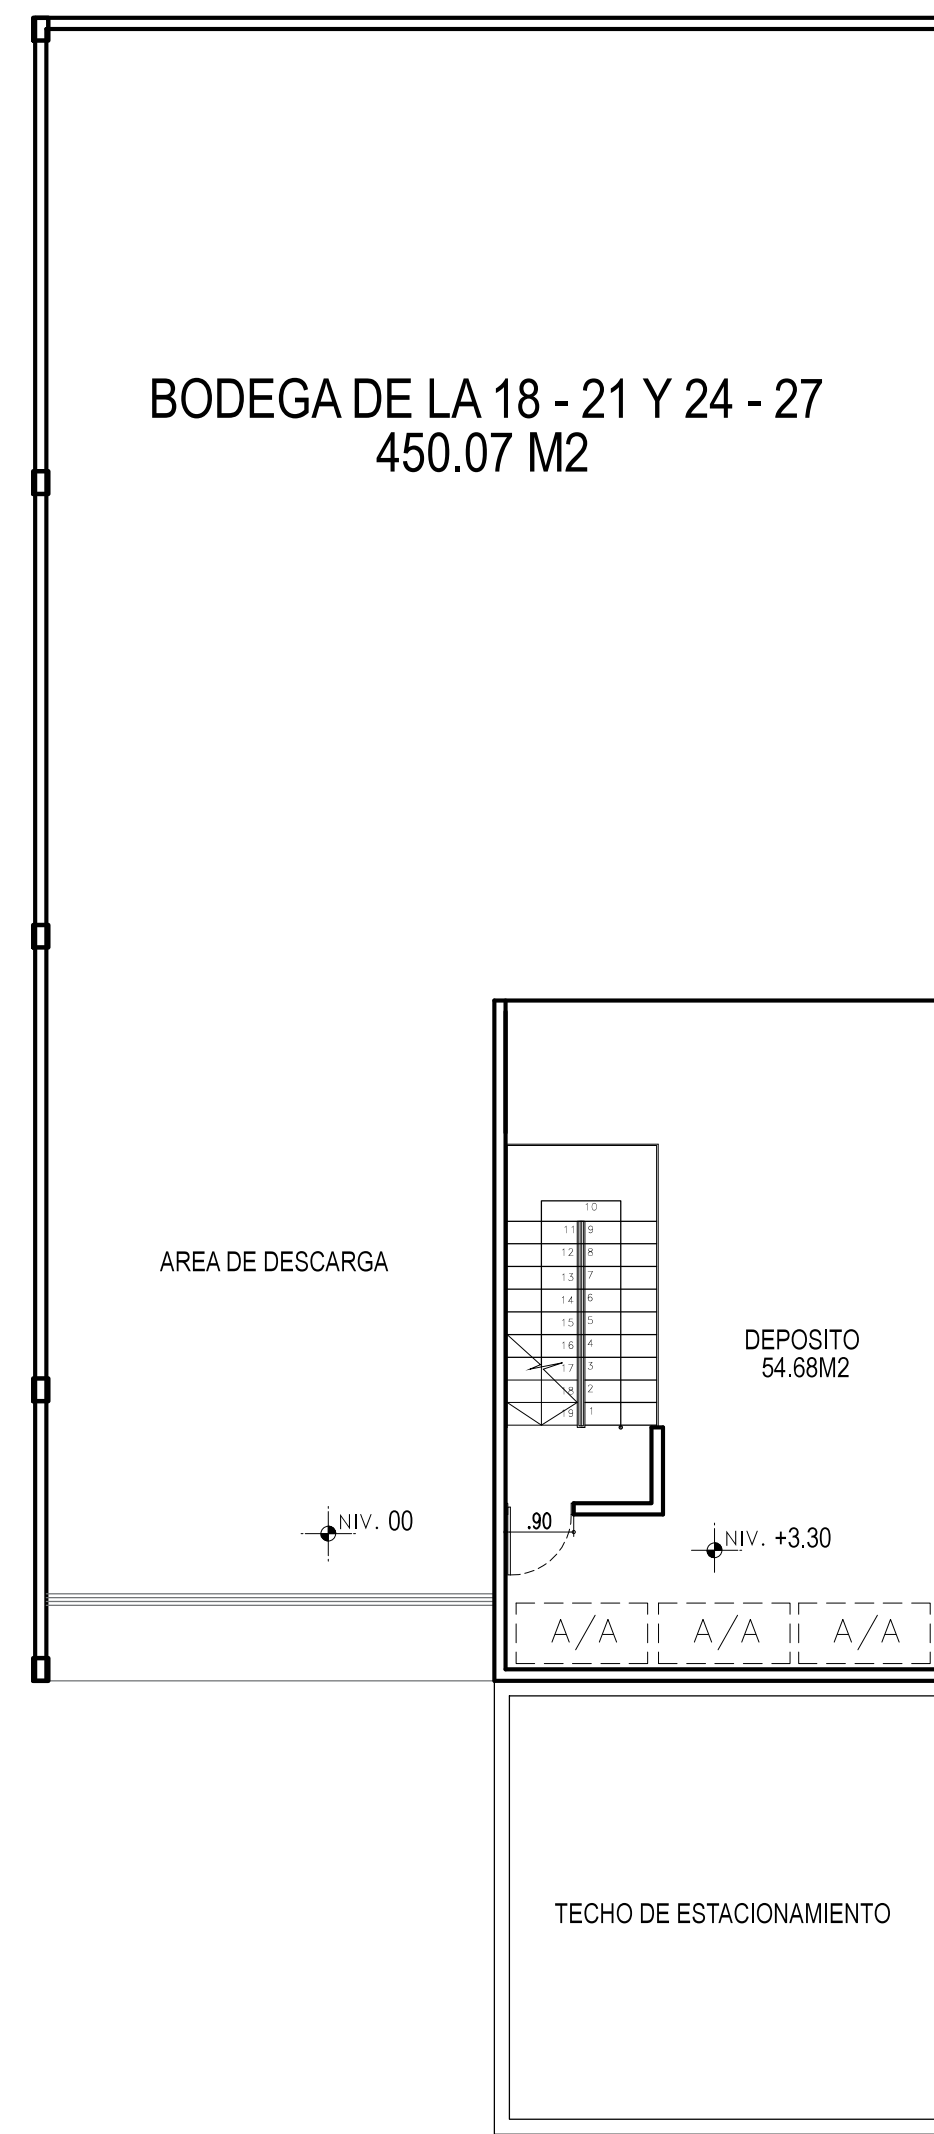 BODEGA DE LA 18 - 21 Y 24 - 27
450.07 M2
10
11 9
12 8
13 7
14 6
15 5
16 4
17 3
18 2
19 1
AREA DE DESCARGA
DEPOSITO
54.68M2
NIV. 00
.90
NIV. +3.30
A/A A/A A/A
TECHO DE ESTACIONAMIENTO